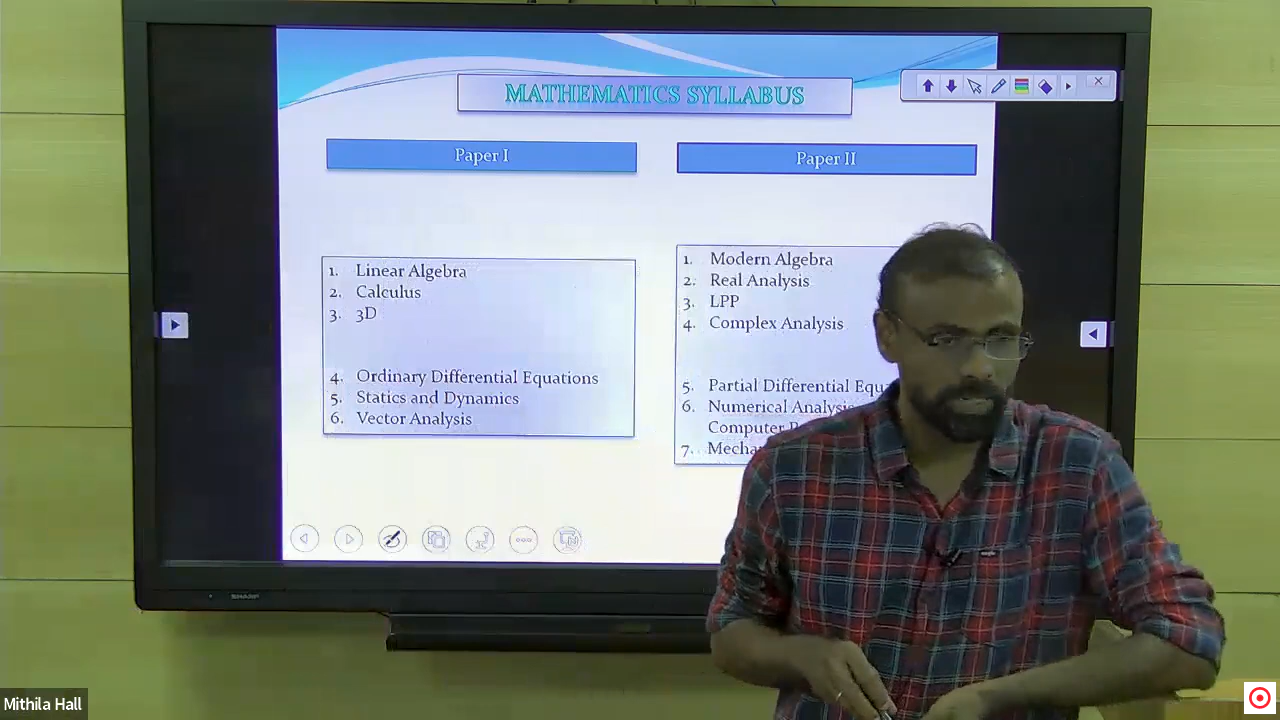 MATHEMATICS SYLLABUS
Paper I
1. Linear Algebra
2. Calculus
3. 3D
4. Ordinary Differential Equations
5. Statics and Dynamics
6. Vector Analysis
Paper II
1. Modern Algebra
2. Real Analysis
3. LPP
4. Complex Analysis
5. Partial Differential
6. Numerical Analysis
Computer
7.
SHARP
Mithila Hall